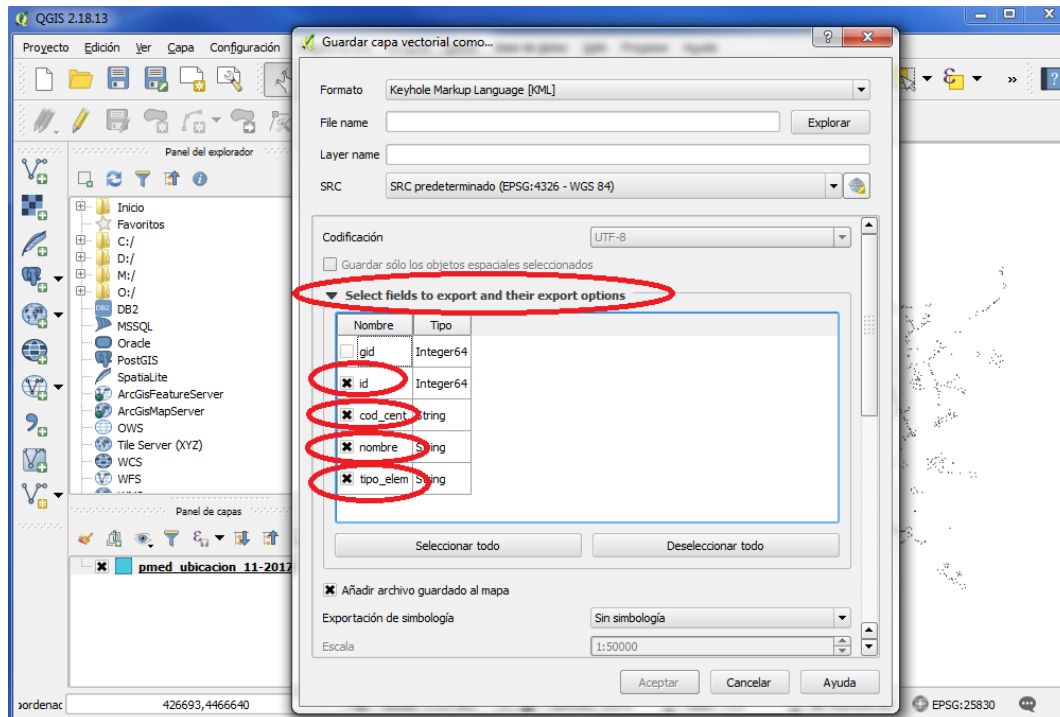 QGIS 2.18.13
Guardar capa vectorial como...
Proyecto Edición Ver Capa Configuración
Formato Keyhole Markup Language [KML]
File name Explorar
Layer name
SRC SRC predeterminado (EPSG:4326 - WGS 84)
Panel del explorador
Inicio
Favoritos
C:/
D:/
M:/
O:/
DB2
MSSQL
Oracle
PostGIS
SpatiaLite
ArcGisFeatureServer
ArcGisMapServer
OWS
Tile Server (XYZ)
WCS
WFS
Panel de capas
pmed_ubicacion_11-2017
Codificación UTF-8
Guardar sólo los objetos espaciales seleccionados
Select fields to export and their export options
Nombre Tipo
gid Integer64
id Integer64
cod_cent String
nombre String
tipo_elem String
Seleccionar todo Deseleccionar todo
Añadir archivo guardado al mapa
Exportación de simbología Sin simbología
Escala 1:50000
Aceptar Cancelar Ayuda
oordenac 426693,4466640 EPSG:25830